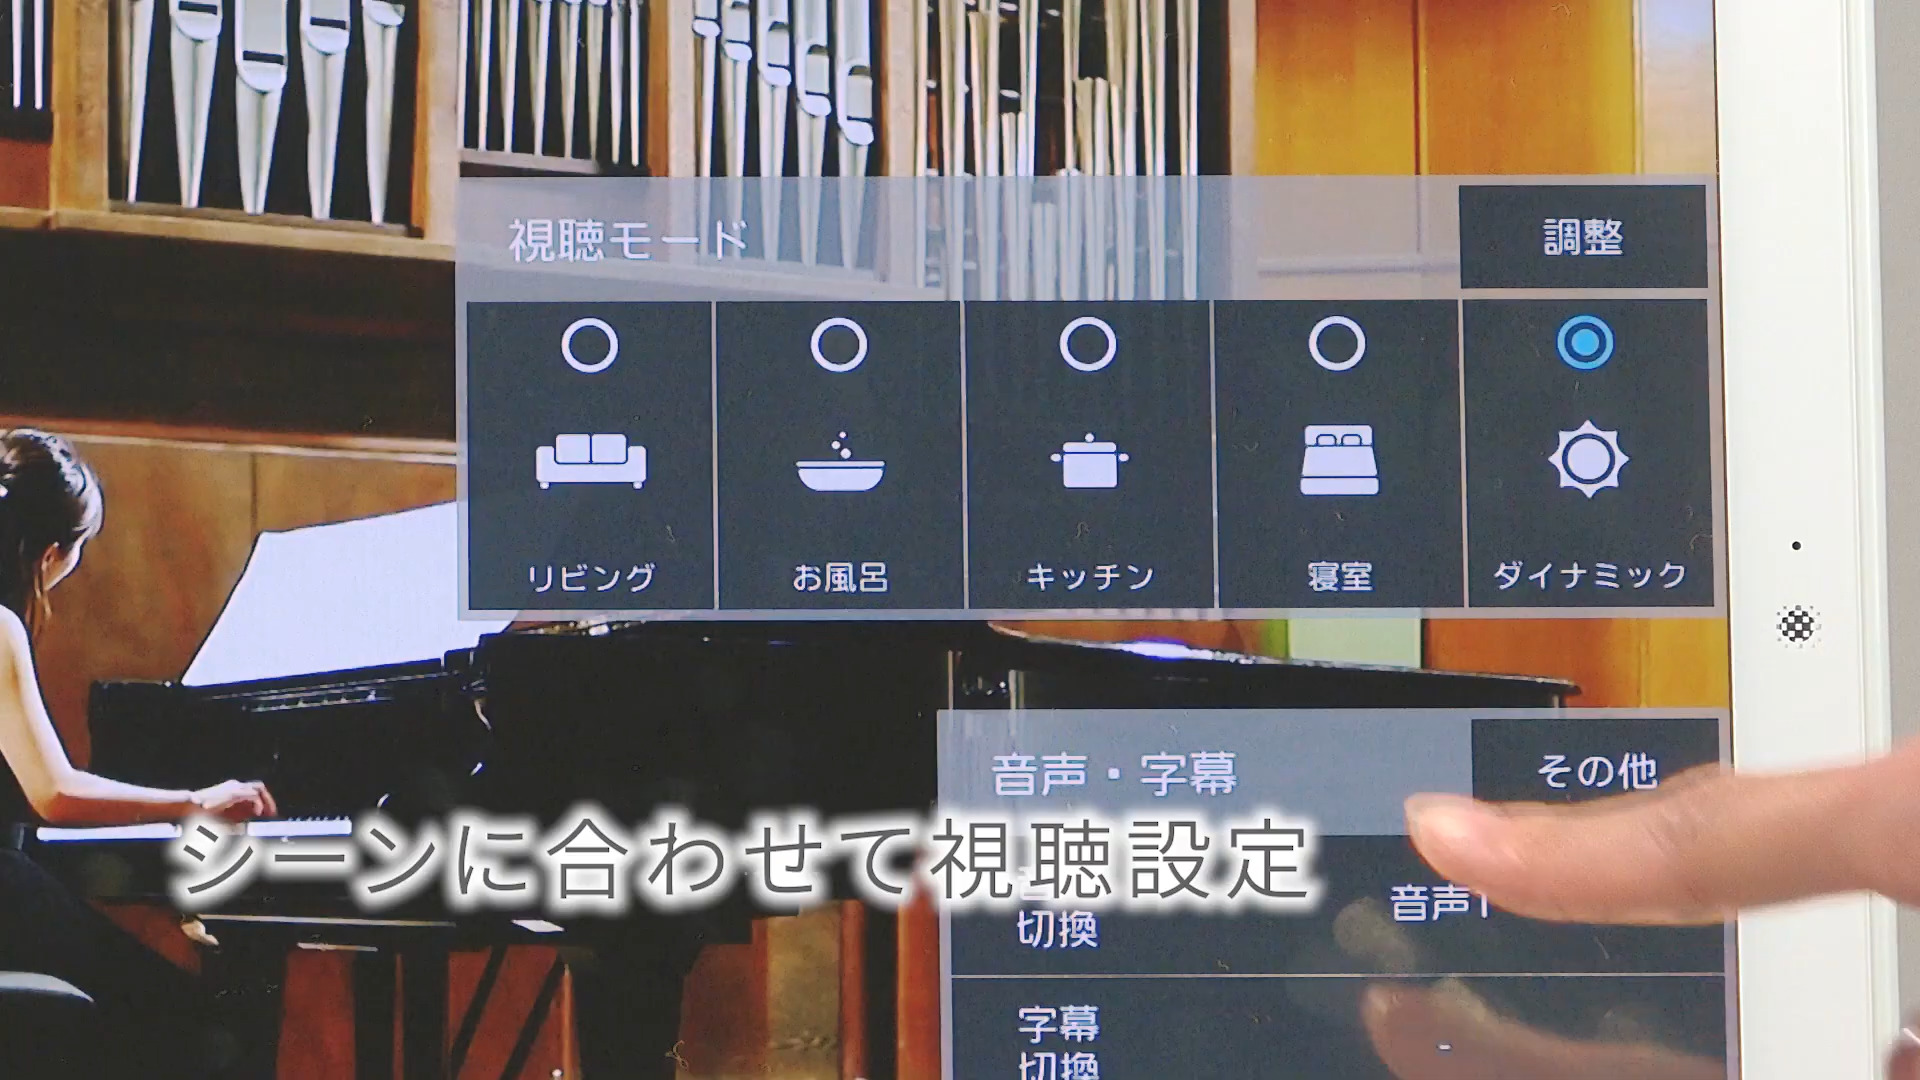 視聴モード
調整
リビング
お風呂
キッチン
寝室
ダイナミック
音声・字幕
その他
シーンに合わせて視聴設定
切換
音声1
字幕
切換
-